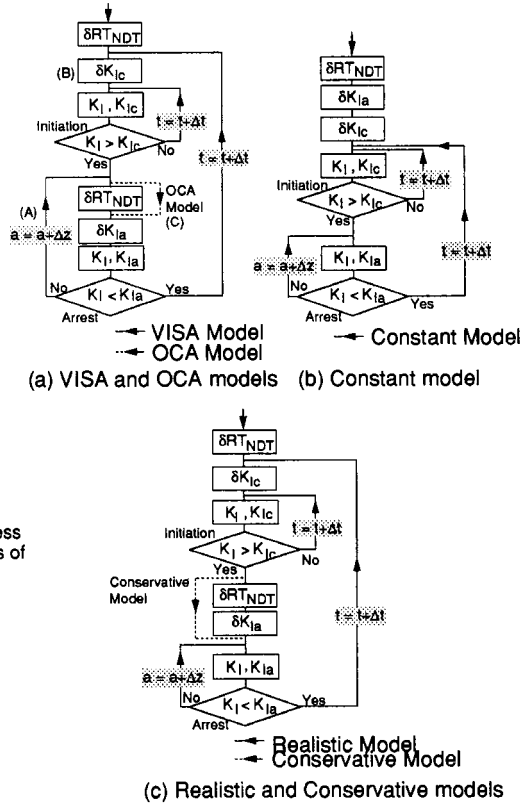 δRT_NDT
(B) δK_Ic
K_I, K_Ic
Initiation
K_I > K_Ic
Yes
No
t = t+Δt
t = t+Δt
(A)
a = a+Δz
δRT_NDT
OCA
Model
(C)
δK_Ia
K_I, K_Ia
No
K_I < K_Ia
Yes
Arrest
VISA Model
OCA Model
(a) VISA and OCA models
δRT_NDT
δK_Ia
δK_Ic
K_I, K_Ic
Initiation
K_I > K_Ic
No
Yes
t = t+Δt
t = t+Δt
a = a+Δz
K_I, K_Ia
No
K_I < K_Ia
Yes
Arrest
Constant Model
(b) Constant model
ess
s of
δRT_NDT
δK_Ic
K_I, K_Ic
Initiation
t = t+Δt
K_I > K_Ic
Yes
No
Conservative
Model
δRT_NDT
δK_Ia
t = t+Δt
a = a+Δz
K_I, K_Ia
No
K_I < K_Ia
Yes
Arrest
Realistic Model
Conservative Model
(c) Realistic and Conservative models